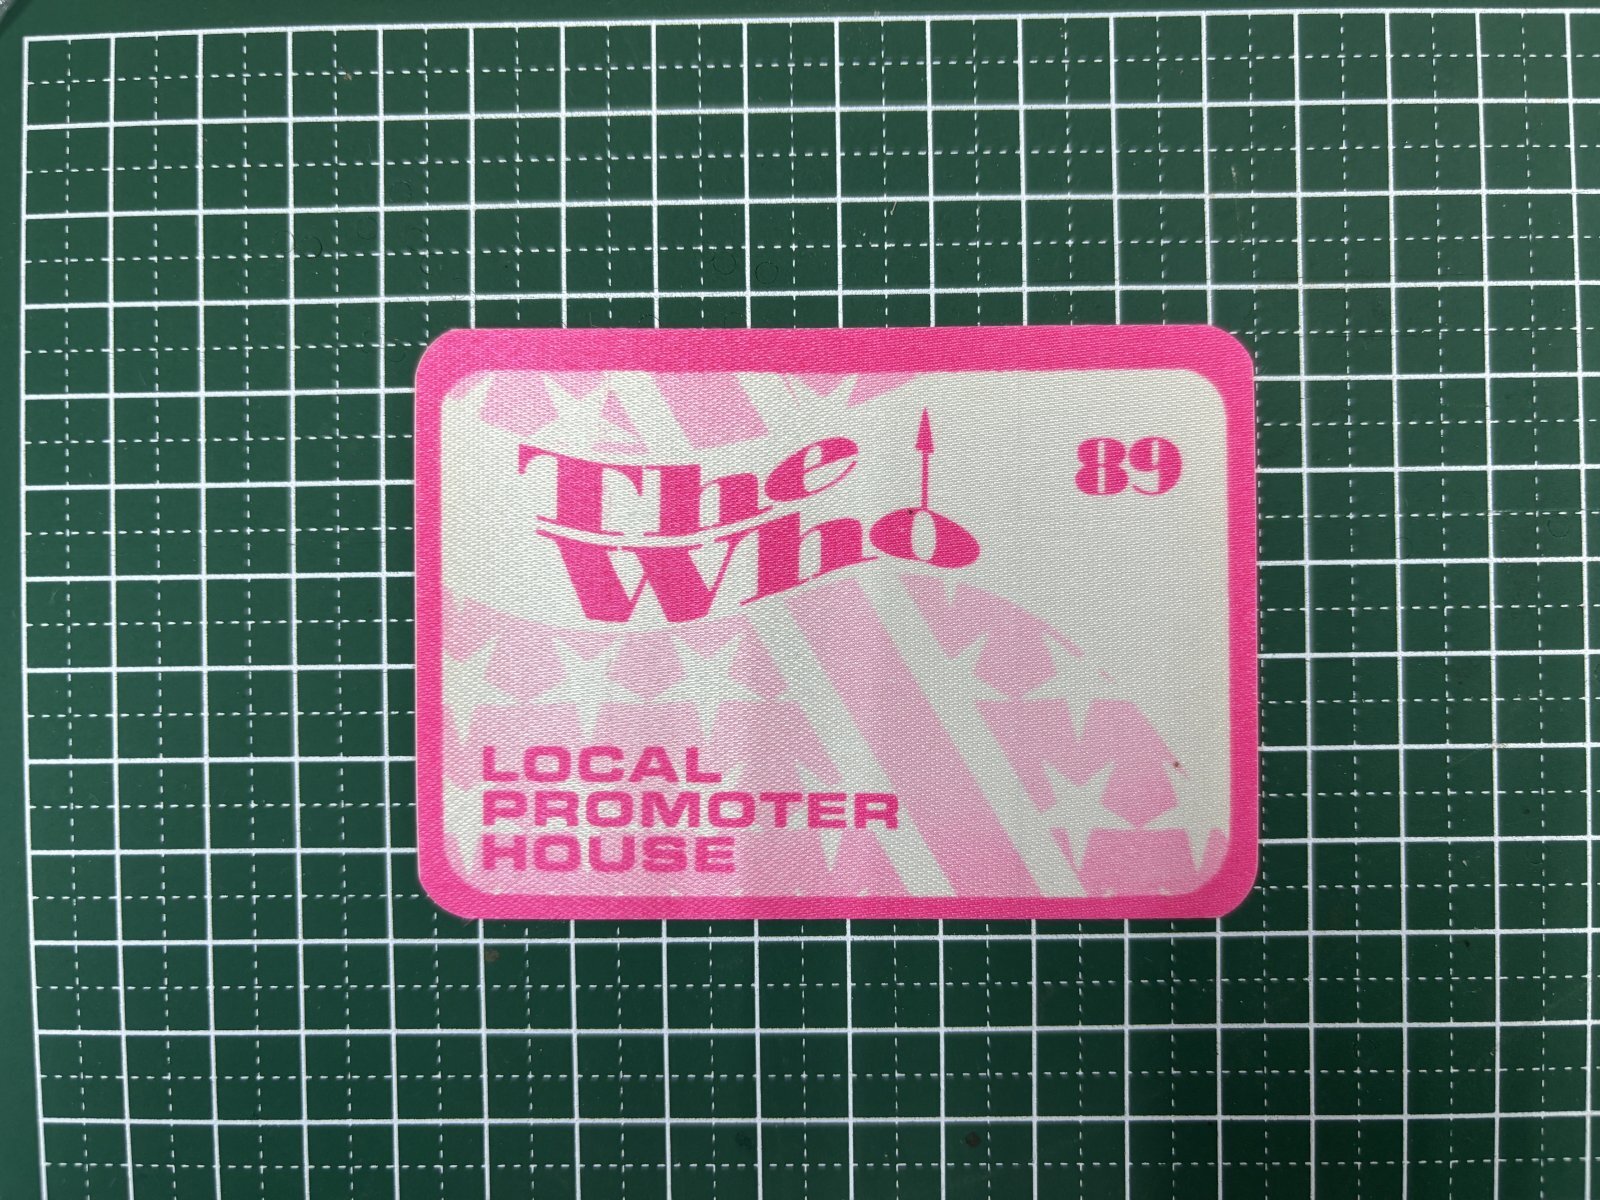 The
Who
89
LOCAL
PROMOTER
HOUSE